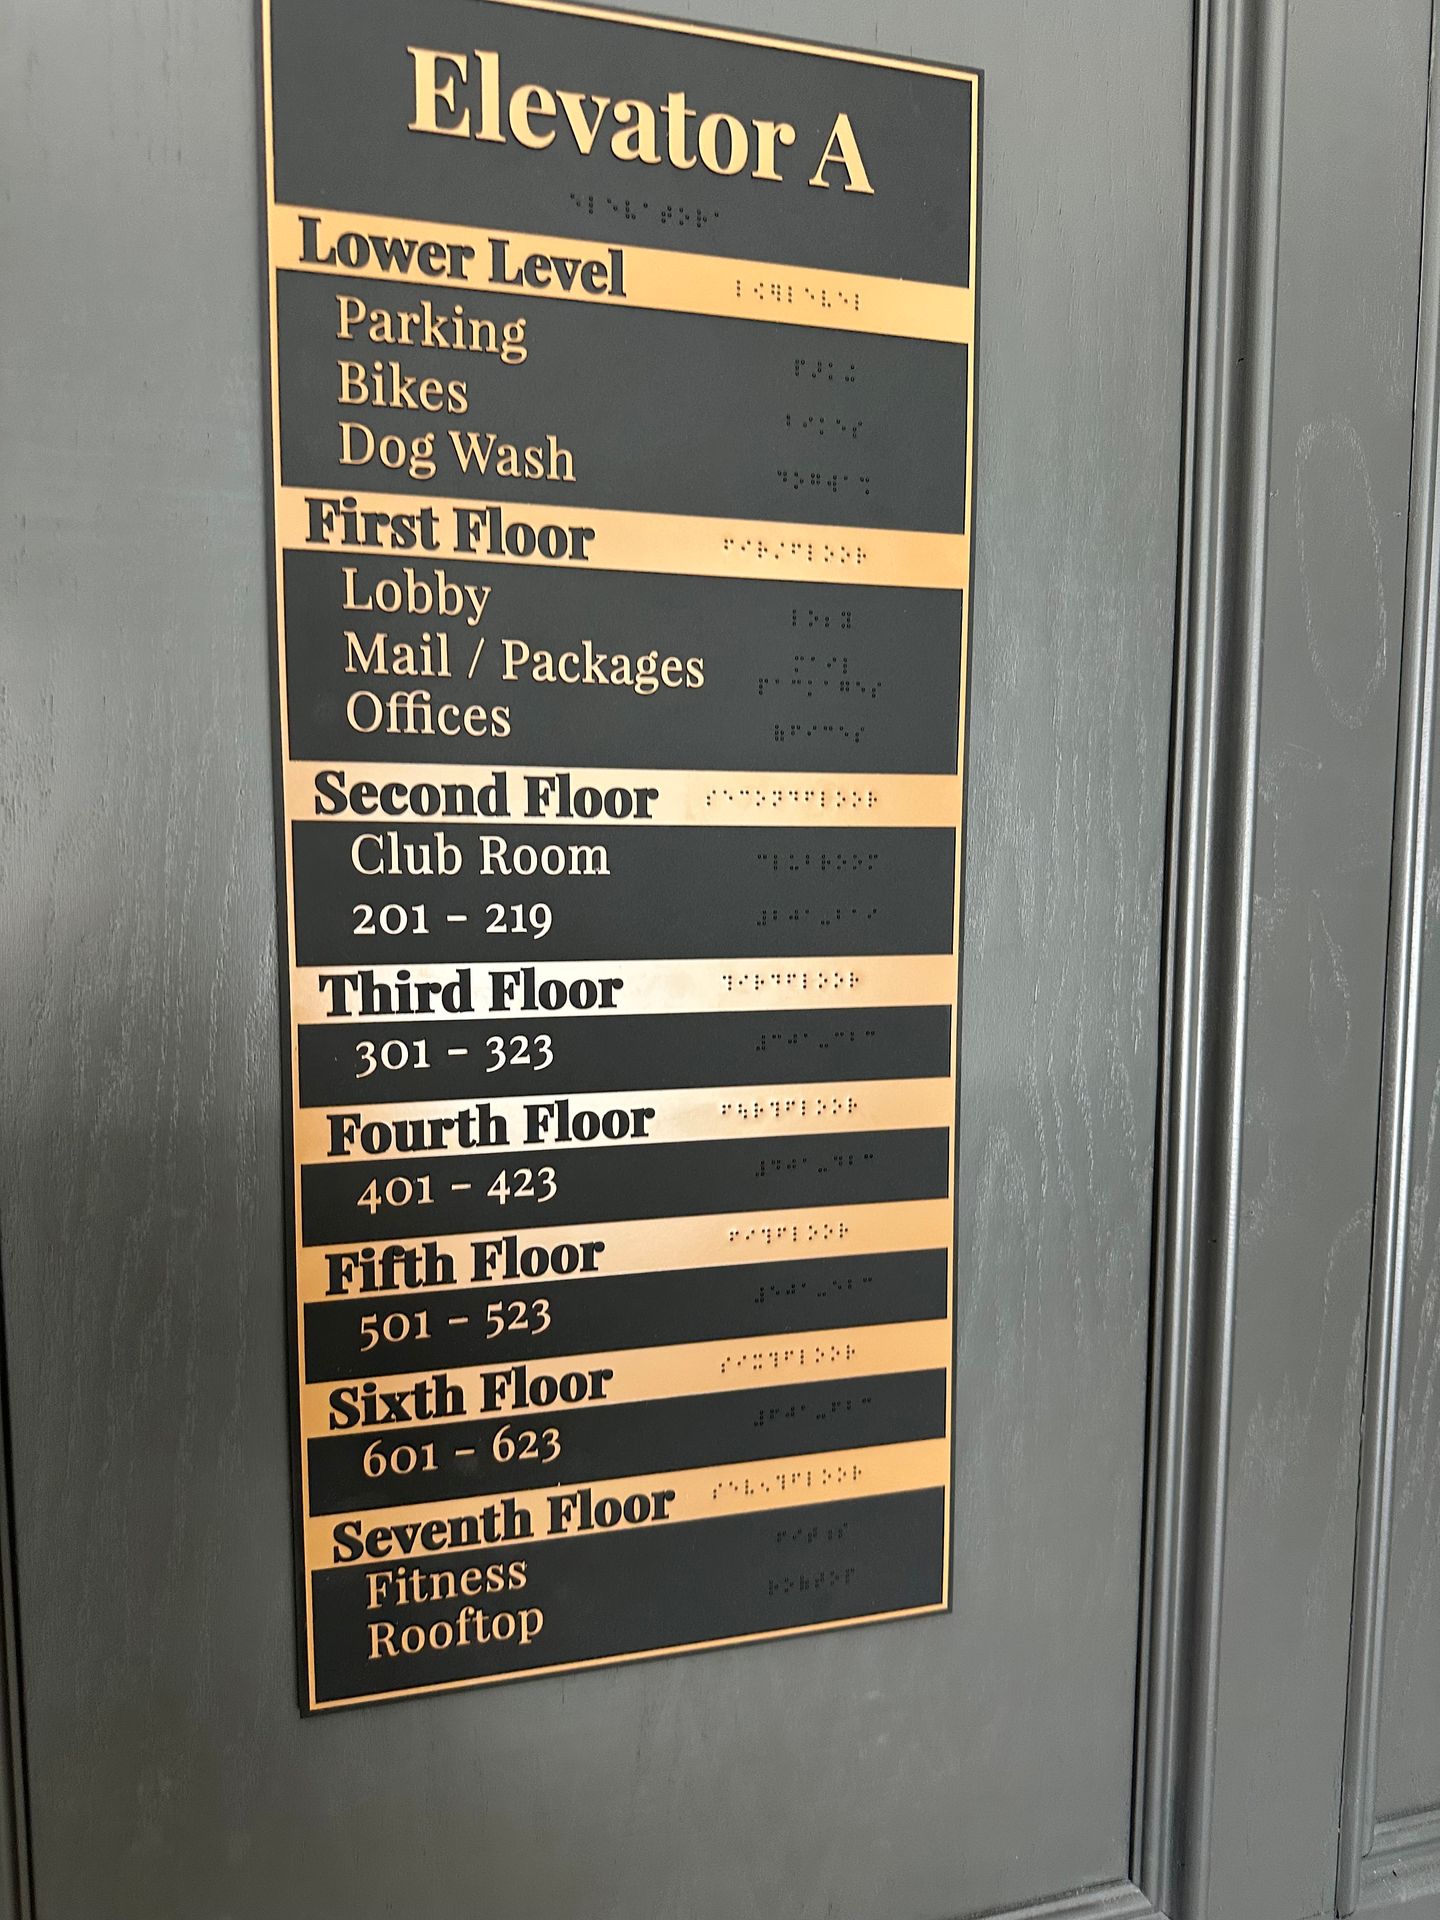 Elevator A
Lower Level
Parking
Bikes
Dog Wash
First Floor
Lobby
Mail / Packages
Offices
Second Floor
Club Room
201 – 219
Third Floor
301 – 323
Fourth Floor
401 – 423
Fifth Floor
501 – 523
Sixth Floor
601 – 623
Seventh Floor
Fitness
Rooftop